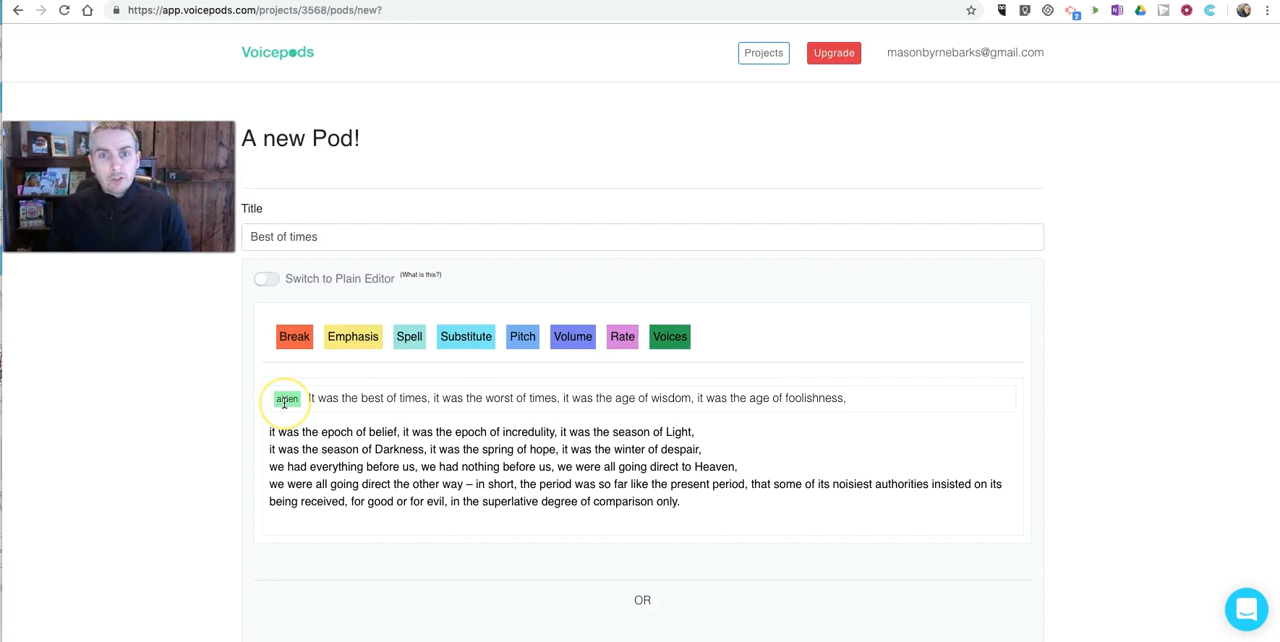 https://app.voicepods.com/projects/3568/pods/new?
2
Voicepods
Projects
Upgrade
masonbyrnebarks@gmail.com
A new Pod!
Title
Best of times
Switch to Plain Editor (What is this?)
Break Emphasis Spell Substitute Pitch Volume Rate Voices
It was the best of times, it was the worst of times, it was the age of wisdom, it was the age of foolishness,
it was the epoch of belief, it was the epoch of incredulity, it was the season of Light,
it was the season of Darkness, it was the spring of hope, it was the winter of despair,
we had everything before us, we had nothing before us, we were all going direct to Heaven,
we were all going direct the other way – in short, the period was so far like the present period, that some of its noisiest authorities insisted on its
being received, for good or for evil, in the superlative degree of comparison only.
OR